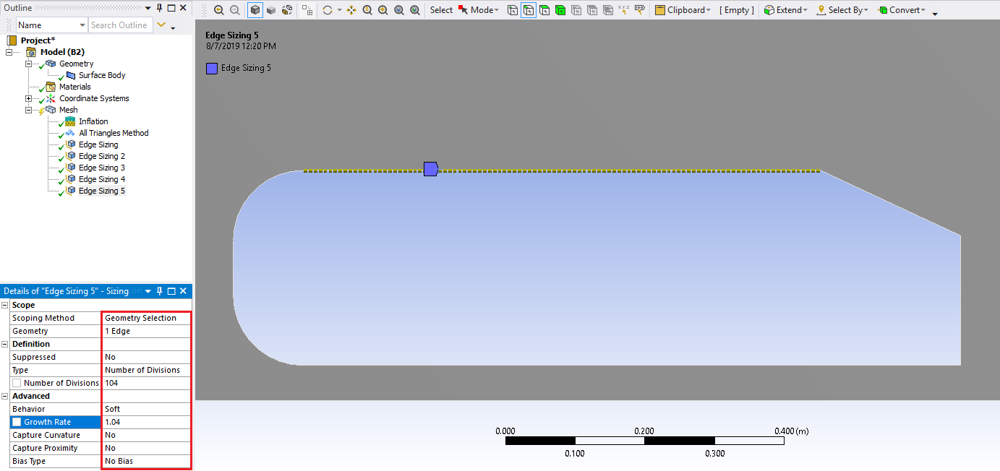 Outline
Name
Search Outline
Project*
Model (B2)
Geometry
Surface Body
Materials
Coordinate Systems
Mesh
Inflation
All Triangles Method
Edge Sizing
Edge Sizing 2
Edge Sizing 3
Edge Sizing 4
Edge Sizing 5
Details of "Edge Sizing 5" - Sizing
Scope
Scoping Method Geometry Selection
Geometry 1 Edge
Definition
Suppressed No
Type Number of Divisions
Number of Divisions 104
Advanced
Behavior Soft
Growth Rate 1.04
Capture Curvature No
Capture Proximity No
Bias Type No Bias
Select Mode Clipboard [ Empty ] Extend Select By Convert
Edge Sizing 5
8/7/2019 12:20 PM
Edge Sizing 5
0.000 0.200 0.400 (m)
0.100 0.300